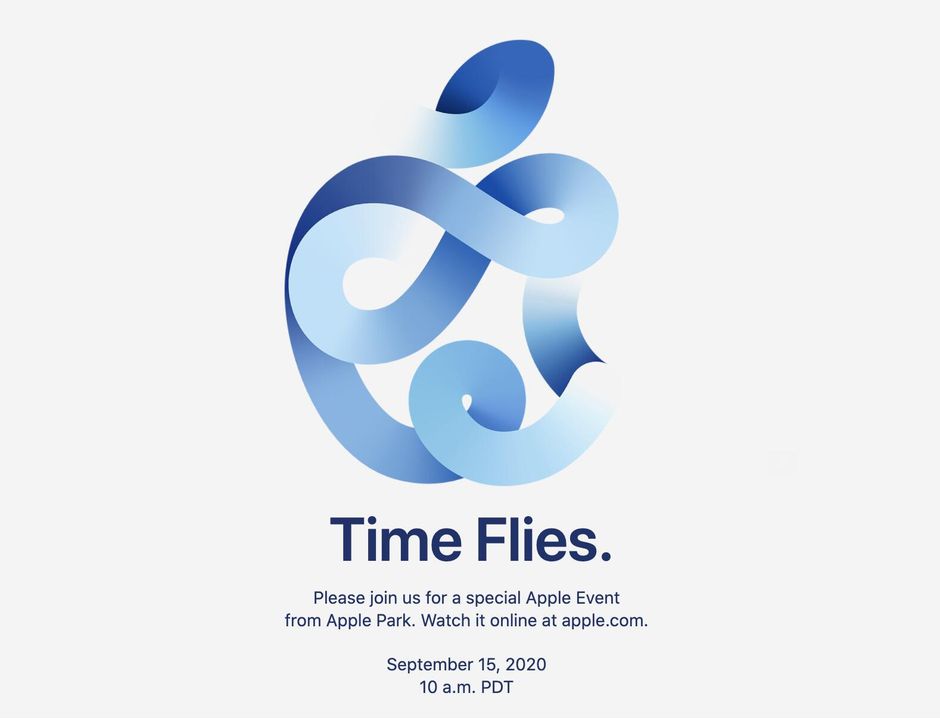 Time Flies.
Please join us for a special Apple Event
from Apple Park. Watch it online at apple.com.
September 15, 2020
10 a.m. PDT